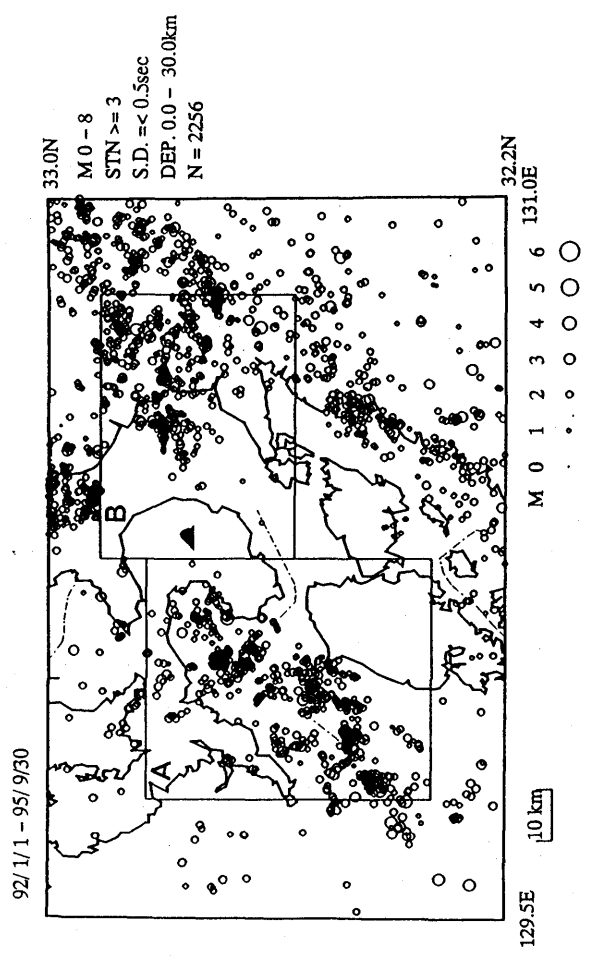 92/ 1/ 1 – 95/ 9/30
33.0N
M 0 – 8
STN >= 3
S.D. =< 0.5sec
DEP. 0.0 – 30.0km
N = 2256
B
A
10 km
129.5E
131.0E
32.2N
M 0 1 2 3 4 5 6